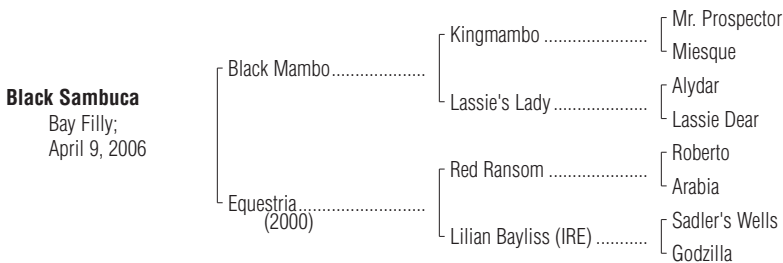 Black Sambuca
Bay Filly;
April 9, 2006
Black Mambo....................
Equestria...........................
(2000)
Kingmambo ......................
Lassie's Lady ....................
Red Ransom ......................
Lilian Bayliss (IRE) ...........
Mr. Prospector
Miesque
Alydar
Lassie Dear
Roberto
Arabia
Sadler's Wells
Godzilla